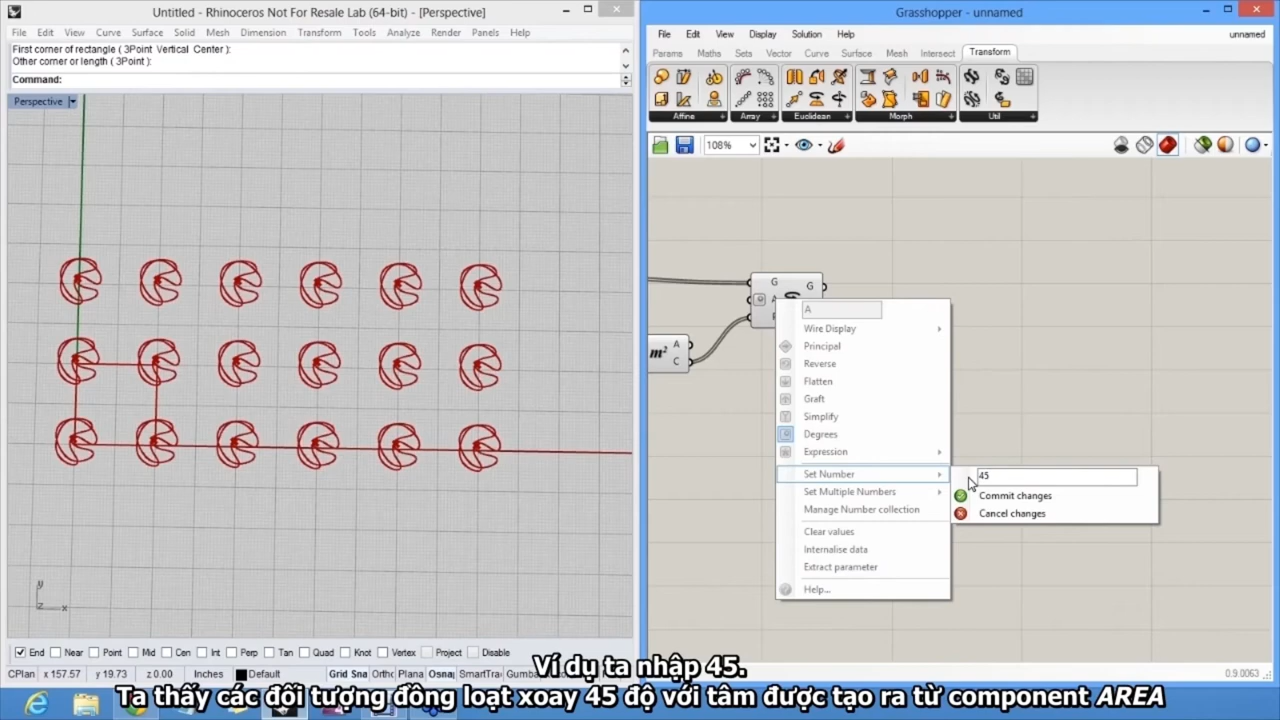 Untitled - Rhinoceros Not For Resale Lab (64-bit) - [Perspective]
File Edit View Curve Surface Solid Mesh Dimension Transform Tools Analyze Render Panels Help
First corner of rectangle ( 3Point Vertical Center ):
Other corner or length ( 3Point ):
Command:
Perspective
y
z x
End Near Point Mid Cen Int Perp Tan Quad Knot Vertex Project Disable
CPlan x 157.57 y 19.73 z 0.00 Inches Default Grid Snap Ortho Plana Osnap SmartTrac Gumba
Grasshopper - unnamed
File Edit View Display Solution Help unnamed
Params Maths Sets Vector Curve Surface Mesh Intersect Transform
Affine Array Euclidean Morph Util
108%
G G
A
m² A
C
A
Wire Display
Principal
Reverse
Flatten
Graft
Simplify
Degrees
Expression
Set Number
Set Multiple Numbers
Manage Number collection
Clear values
Internalise data
Extract parameter
Help...
45
Commit changes
Cancel changes
0.9.0063
Ví dụ ta nhập 45.
Ta thấy các đối tượng đồng loạt xoay 45 độ với tâm được tạo ra từ component AREA